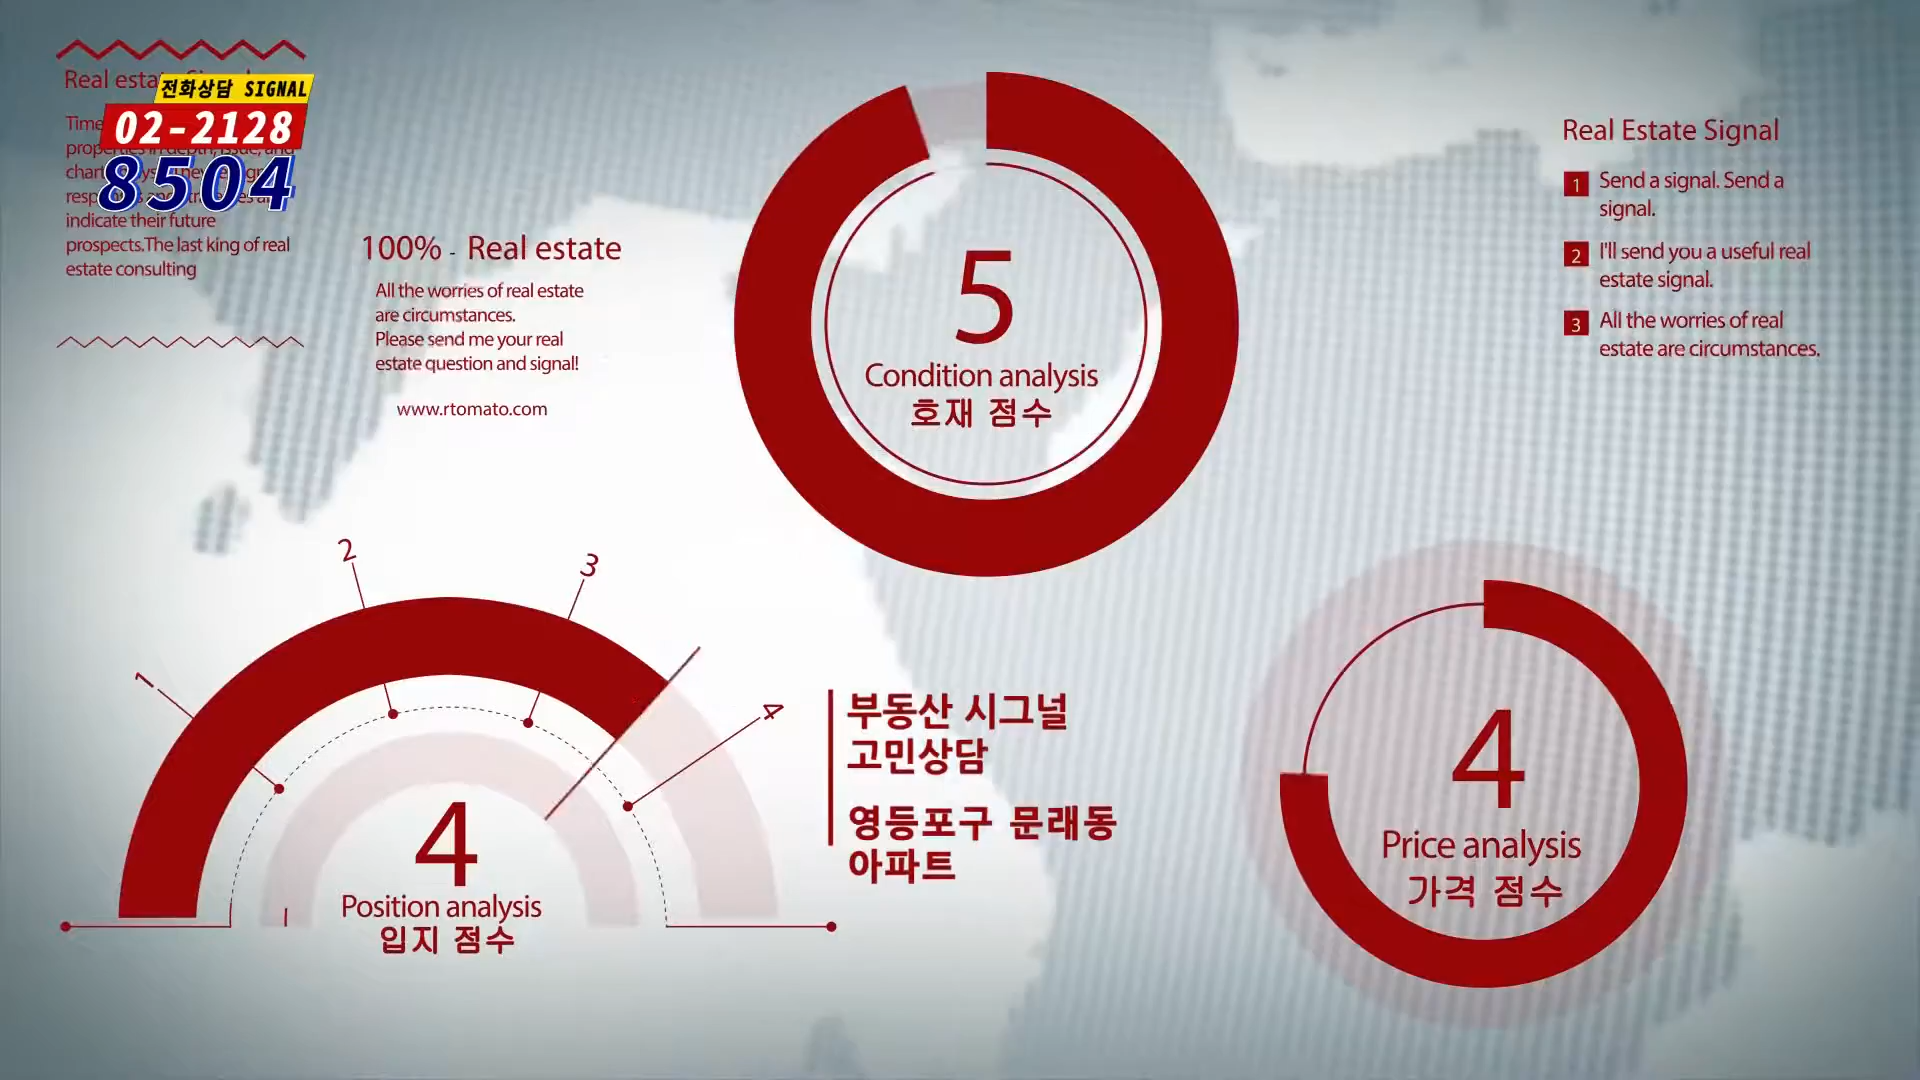 Real esta
전화상담 SIGNAL
02-2128
8504
Time
indicate their future
prospects.The last king of real
estate consulting
100% - Real estate
All the worries of real estate
are circumstances.
Please send me your real
estate question and signal!
www.rtomato.com
5
Condition analysis
호재 점수
Real Estate Signal
1 Send a signal. Send a
signal.
2 I'll send you a useful real
estate signal.
3 All the worries of real
estate are circumstances.
1
2
3
4
4
Position analysis
입지 점수
부동산 시그널
고민상담
영등포구 문래동
아파트
4
Price analysis
가격 점수